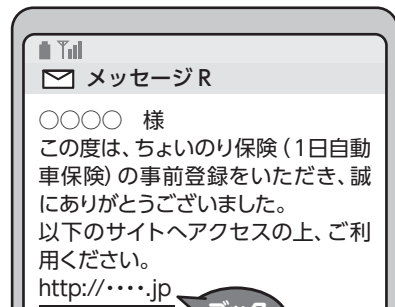 メッセージR
○○○○　様
この度は、ちょいのり保険（1日自動
車保険）の事前登録をいただき、誠
にありがとうございました。
以下のサイトへアクセスの上、ご利
用ください。
http://・・・・.jp